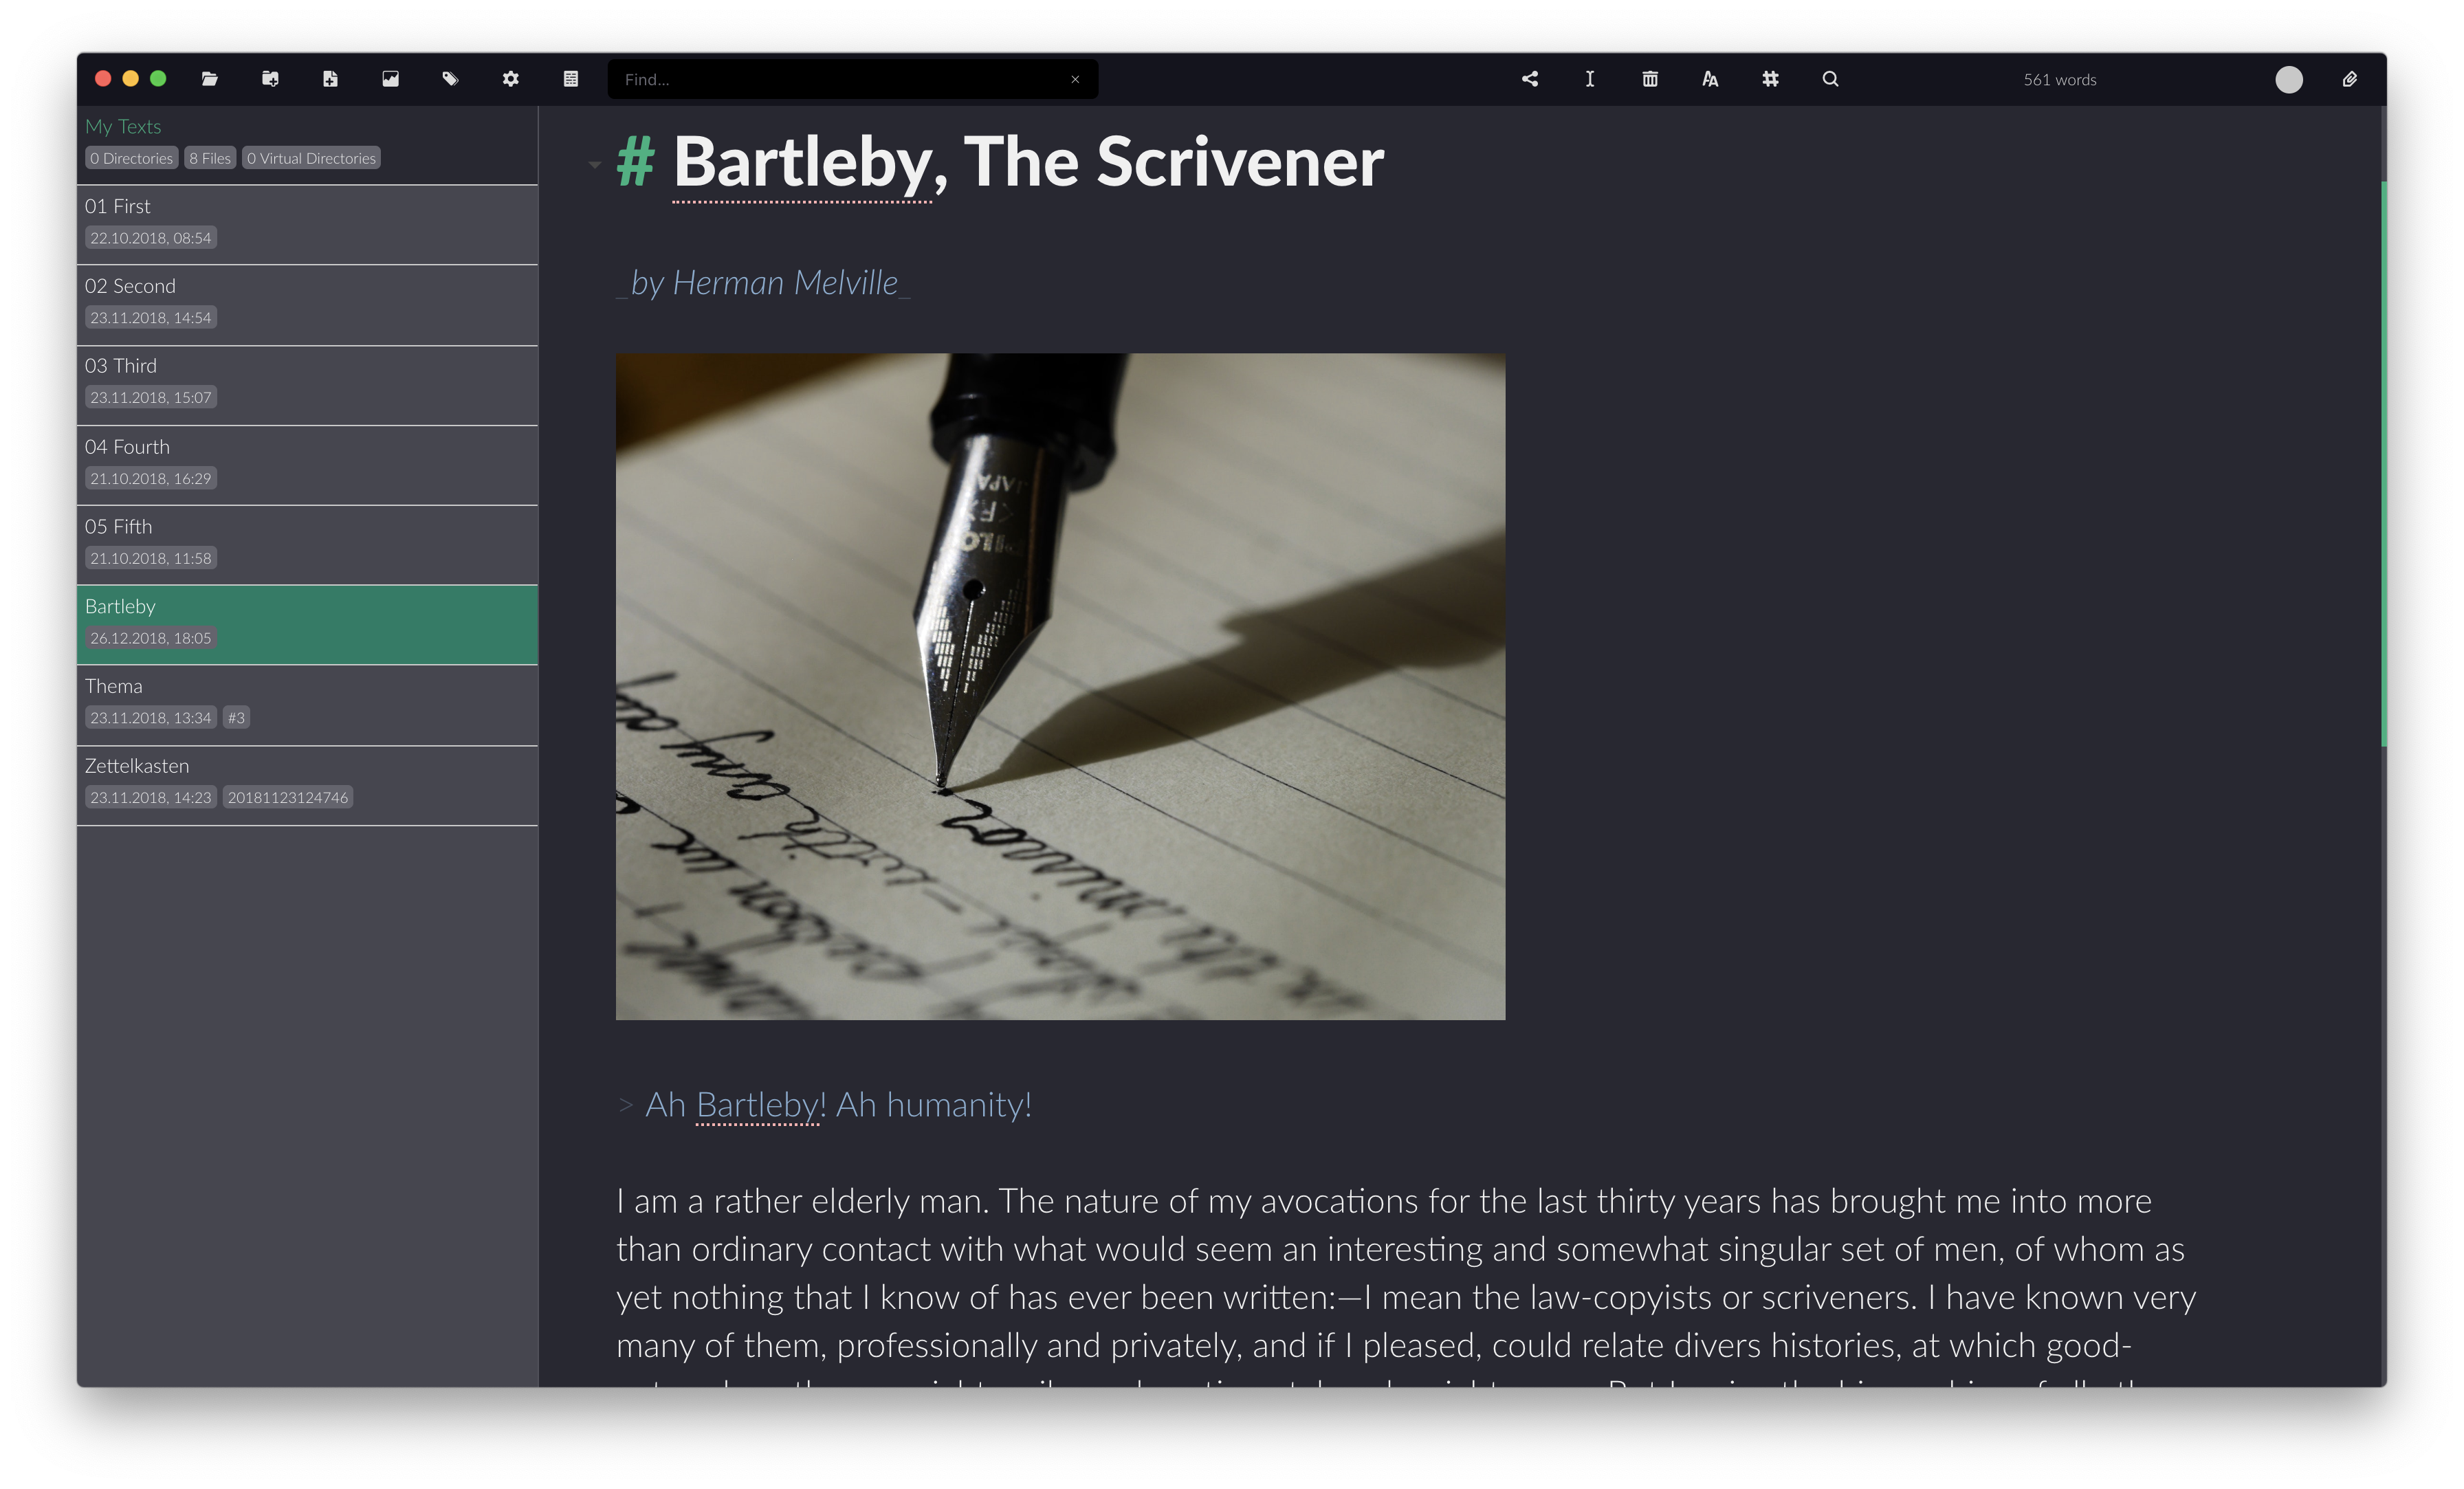 Find...
×
561 words
My Texts
0 Directories 8 Files 0 Virtual Directories
01 First
22.10.2018, 08:54
02 Second
23.11.2018, 14:54
03 Third
23.11.2018, 15:07
04 Fourth
21.10.2018, 16:29
05 Fifth
21.10.2018, 11:58
Bartleby
26.12.2018, 18:05
Thema
23.11.2018, 13:34 #3
Zettelkasten
23.11.2018, 14:23 20181123124746
# Bartleby, The Scrivener
_by Herman Melville_
with any
person we
> Ah Bartleby! Ah humanity!
I am a rather elderly man. The nature of my avocations for the last thirty years has brought me into more
than ordinary contact with what would seem an interesting and somewhat singular set of men, of whom as
yet nothing that I know of has ever been written:—I mean the law-copyists or scriveners. I have known very
many of them, professionally and privately, and if I pleased, could relate divers histories, at which good-